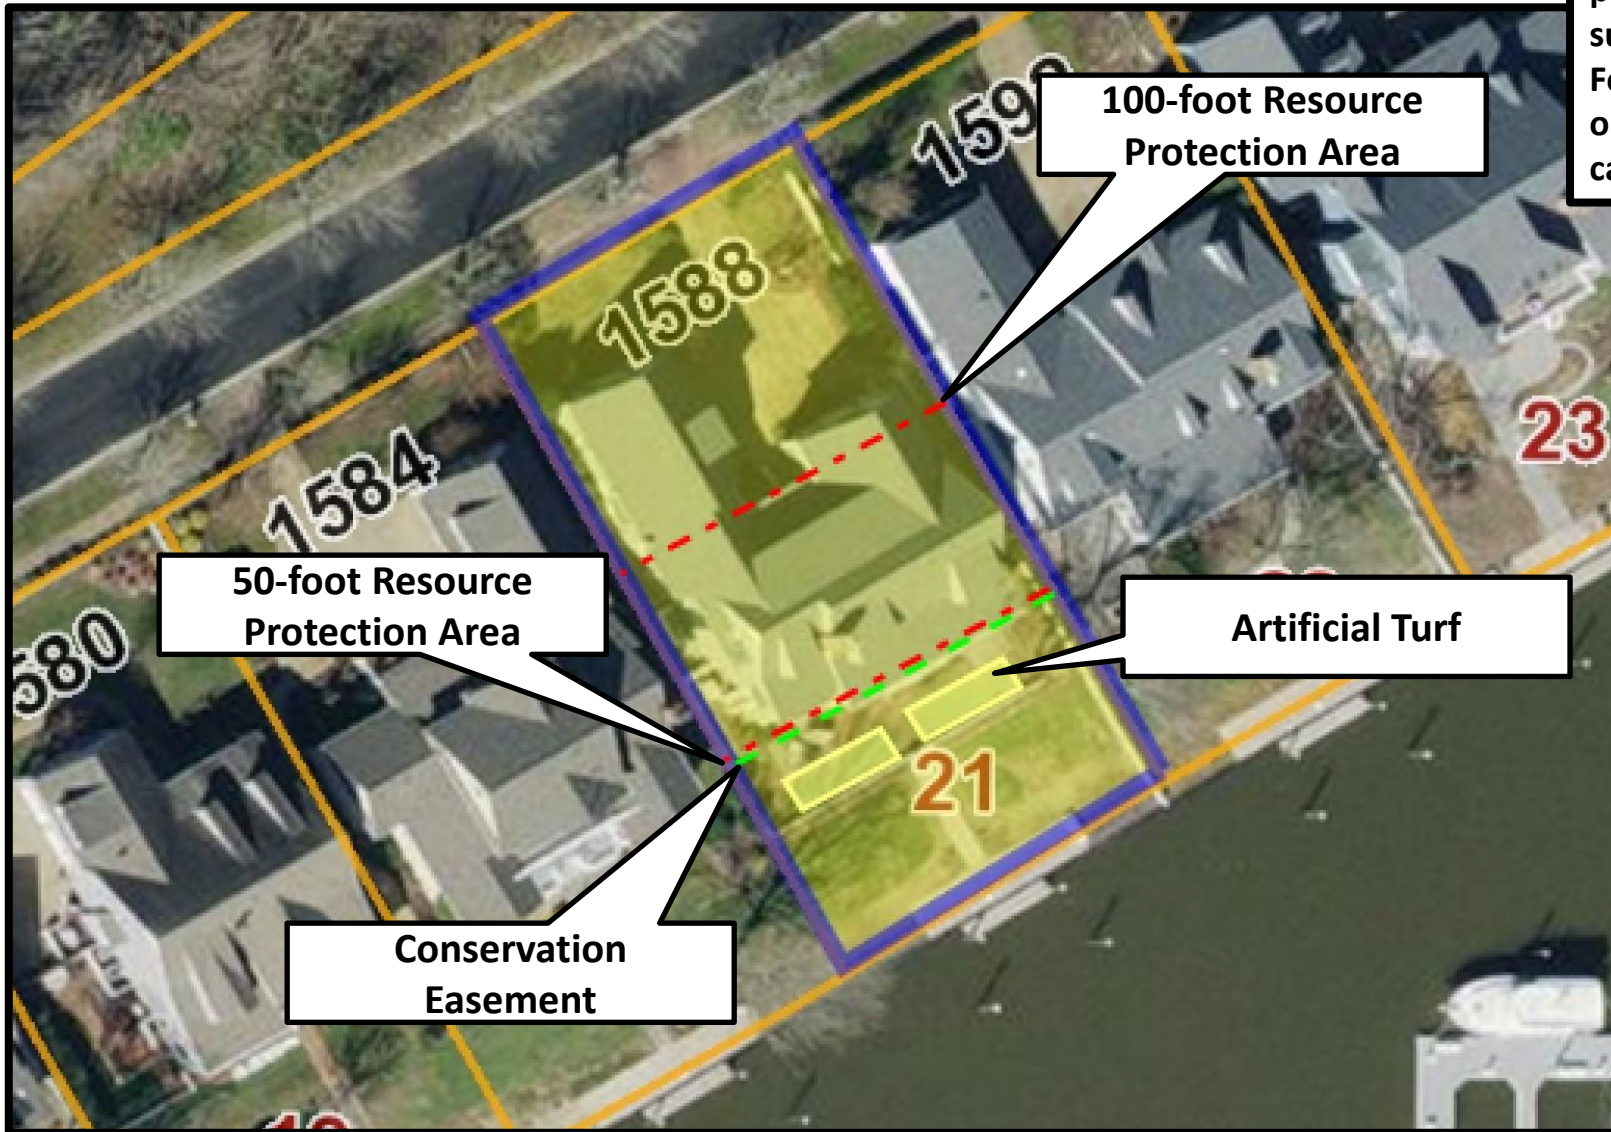 100-foot Resource
Protection Area
1588
1584
23
50-foot Resource
Protection Area
Artificial Turf
21
Conservation
Easement